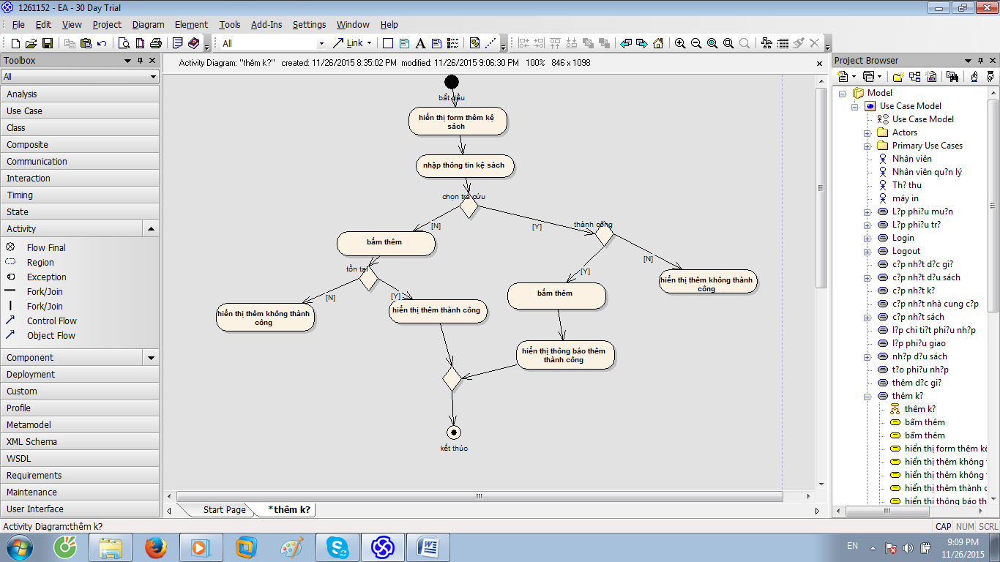 1261152 - EA - 30 Day Trial
File Edit View Project Diagram Element Tools Add-Ins Settings Window Help
All Link
Toolbox
All
Analysis
Use Case
Class
Composite
Communication
Interaction
Timing
State
Activity
Flow Final
Region
Exception
Fork/Join
Fork/Join
Control Flow
Object Flow
Component
Deployment
Custom
Profile
Metamodel
XML Schema
WSDL
Requirements
Maintenance
User Interface
Activity Diagram: "thêm k?" created: 11/26/2015 8:35:02 PM modified: 11/26/2015 9:06:30 PM 100% 846 x 1098
bắt đầu
hiển thị form thêm kệ
sách
nhập thông tin kệ sách
chọn tra cứu
[N]
[Y]
thành công
bấm thêm
tồn tại
[N]
[Y]
[Y]
[N]
hiển thị thêm không thành
công
hiển thị thêm thành công
bấm thêm
hiển thị thêm không thành
công
hiển thị thông báo thêm
thành công
kết thúc
Start Page *thêm k?
Project Browser
Model
Use Case Model
Use Case Model
Actors
Primary Use Cases
Nhân viên
Nhân viên qu?n lý
Th? thu
máy in
L?p phi?u mu?n
L?p phi?u tr?
Login
Logout
c?p nh?t d?c gi?
c?p nh?t d?u sách
c?p nh?t k?
c?p nh?t nhà cung c?p
c?p nh?t sách
l?p chi ti?t phi?u nh?p
l?p phi?u giao
nh?p d?u sách
t?o phi?u nh?p
thêm d?c gi?
thêm k?
thêm k?
bấm thêm
bấm thêm
hiển thị form thêm kệ
hiển thị thêm không
hiển thị thêm không
hiển thị thêm thành
hiển thị thông báo th
Activity Diagram:thêm k?
CAP NUM SCRL
EN
9:09 PM
11/26/2015